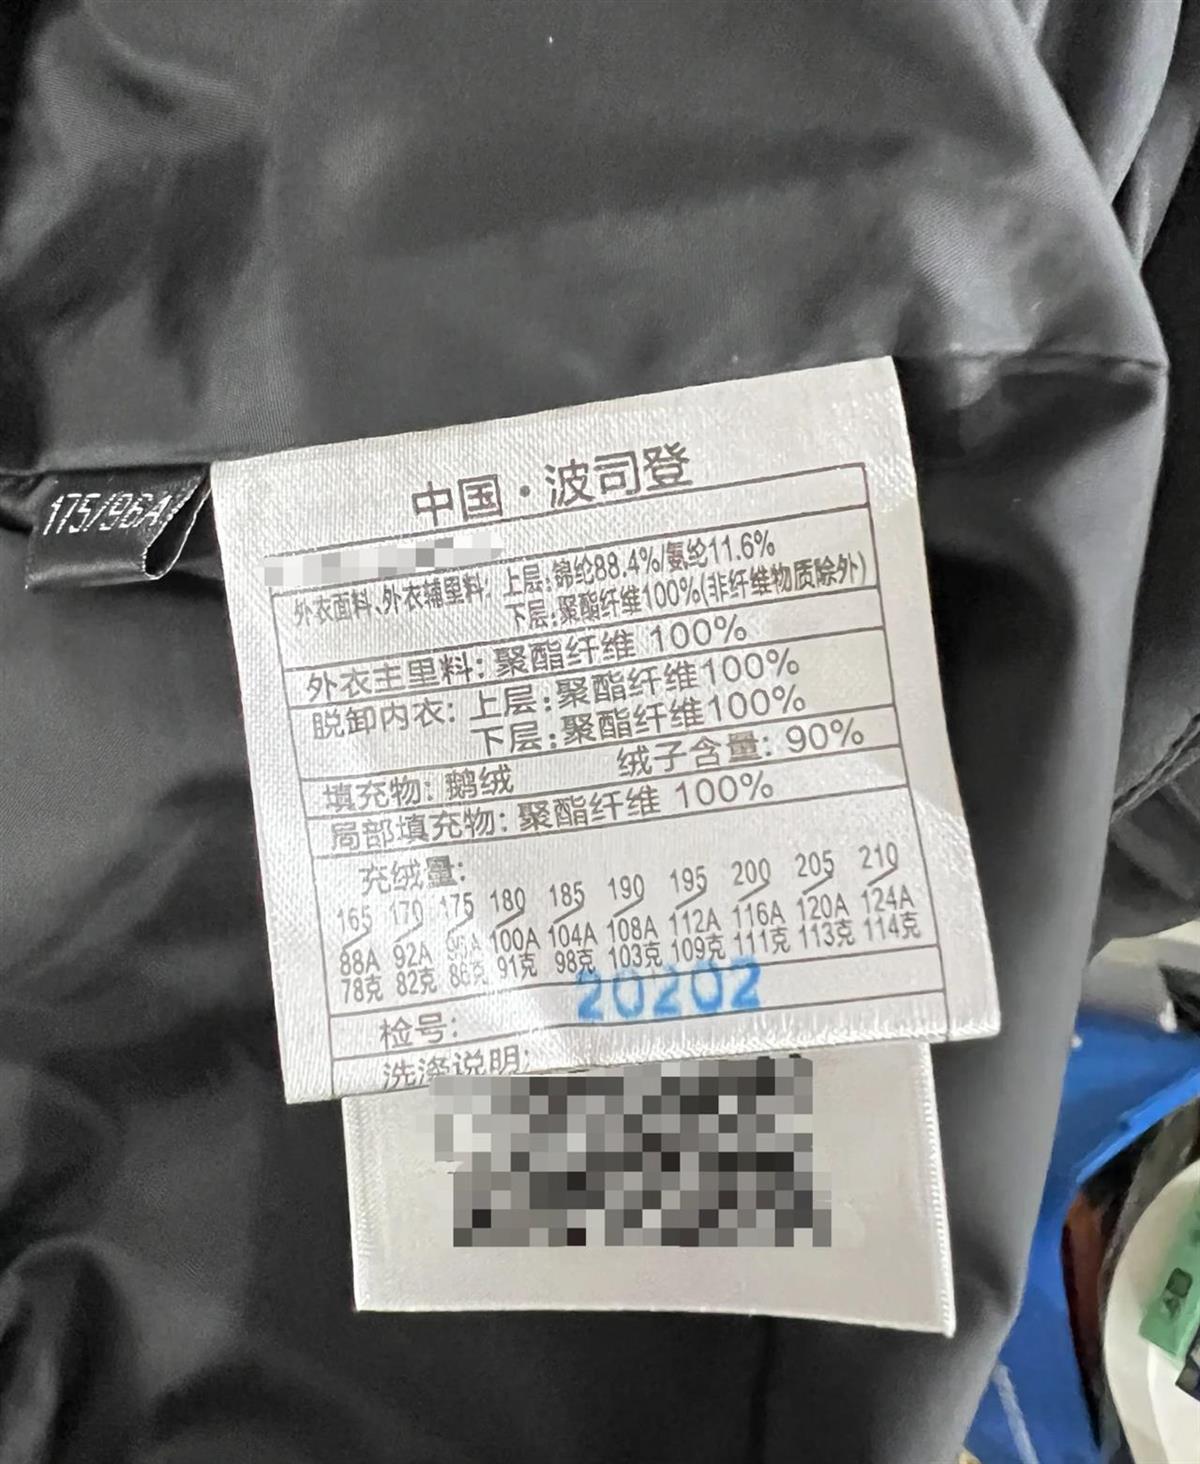 175/96A
中国·波司登
外衣面料、外衣辅里料/上层:锦纶88.4%/氨纶11.6%
下层:聚酯纤维100%(非纤维物质除外)
外衣主里料:聚酯纤维 100%
脱卸内衣:上层:聚酯纤维100%
下层:聚酯纤维100%
填充物:鹅绒 绒子含量:90%
局部填充物:聚酯纤维 100%
充绒量:
165 170 175 180 185 190 195 200 205 210
88A 92A 96A 100A 104A 108A 112A 116A 120A 124A
78克 82克 86克 91克 98克 103克 109克 111克 113克 114克
检号: 20202
洗涤说明: